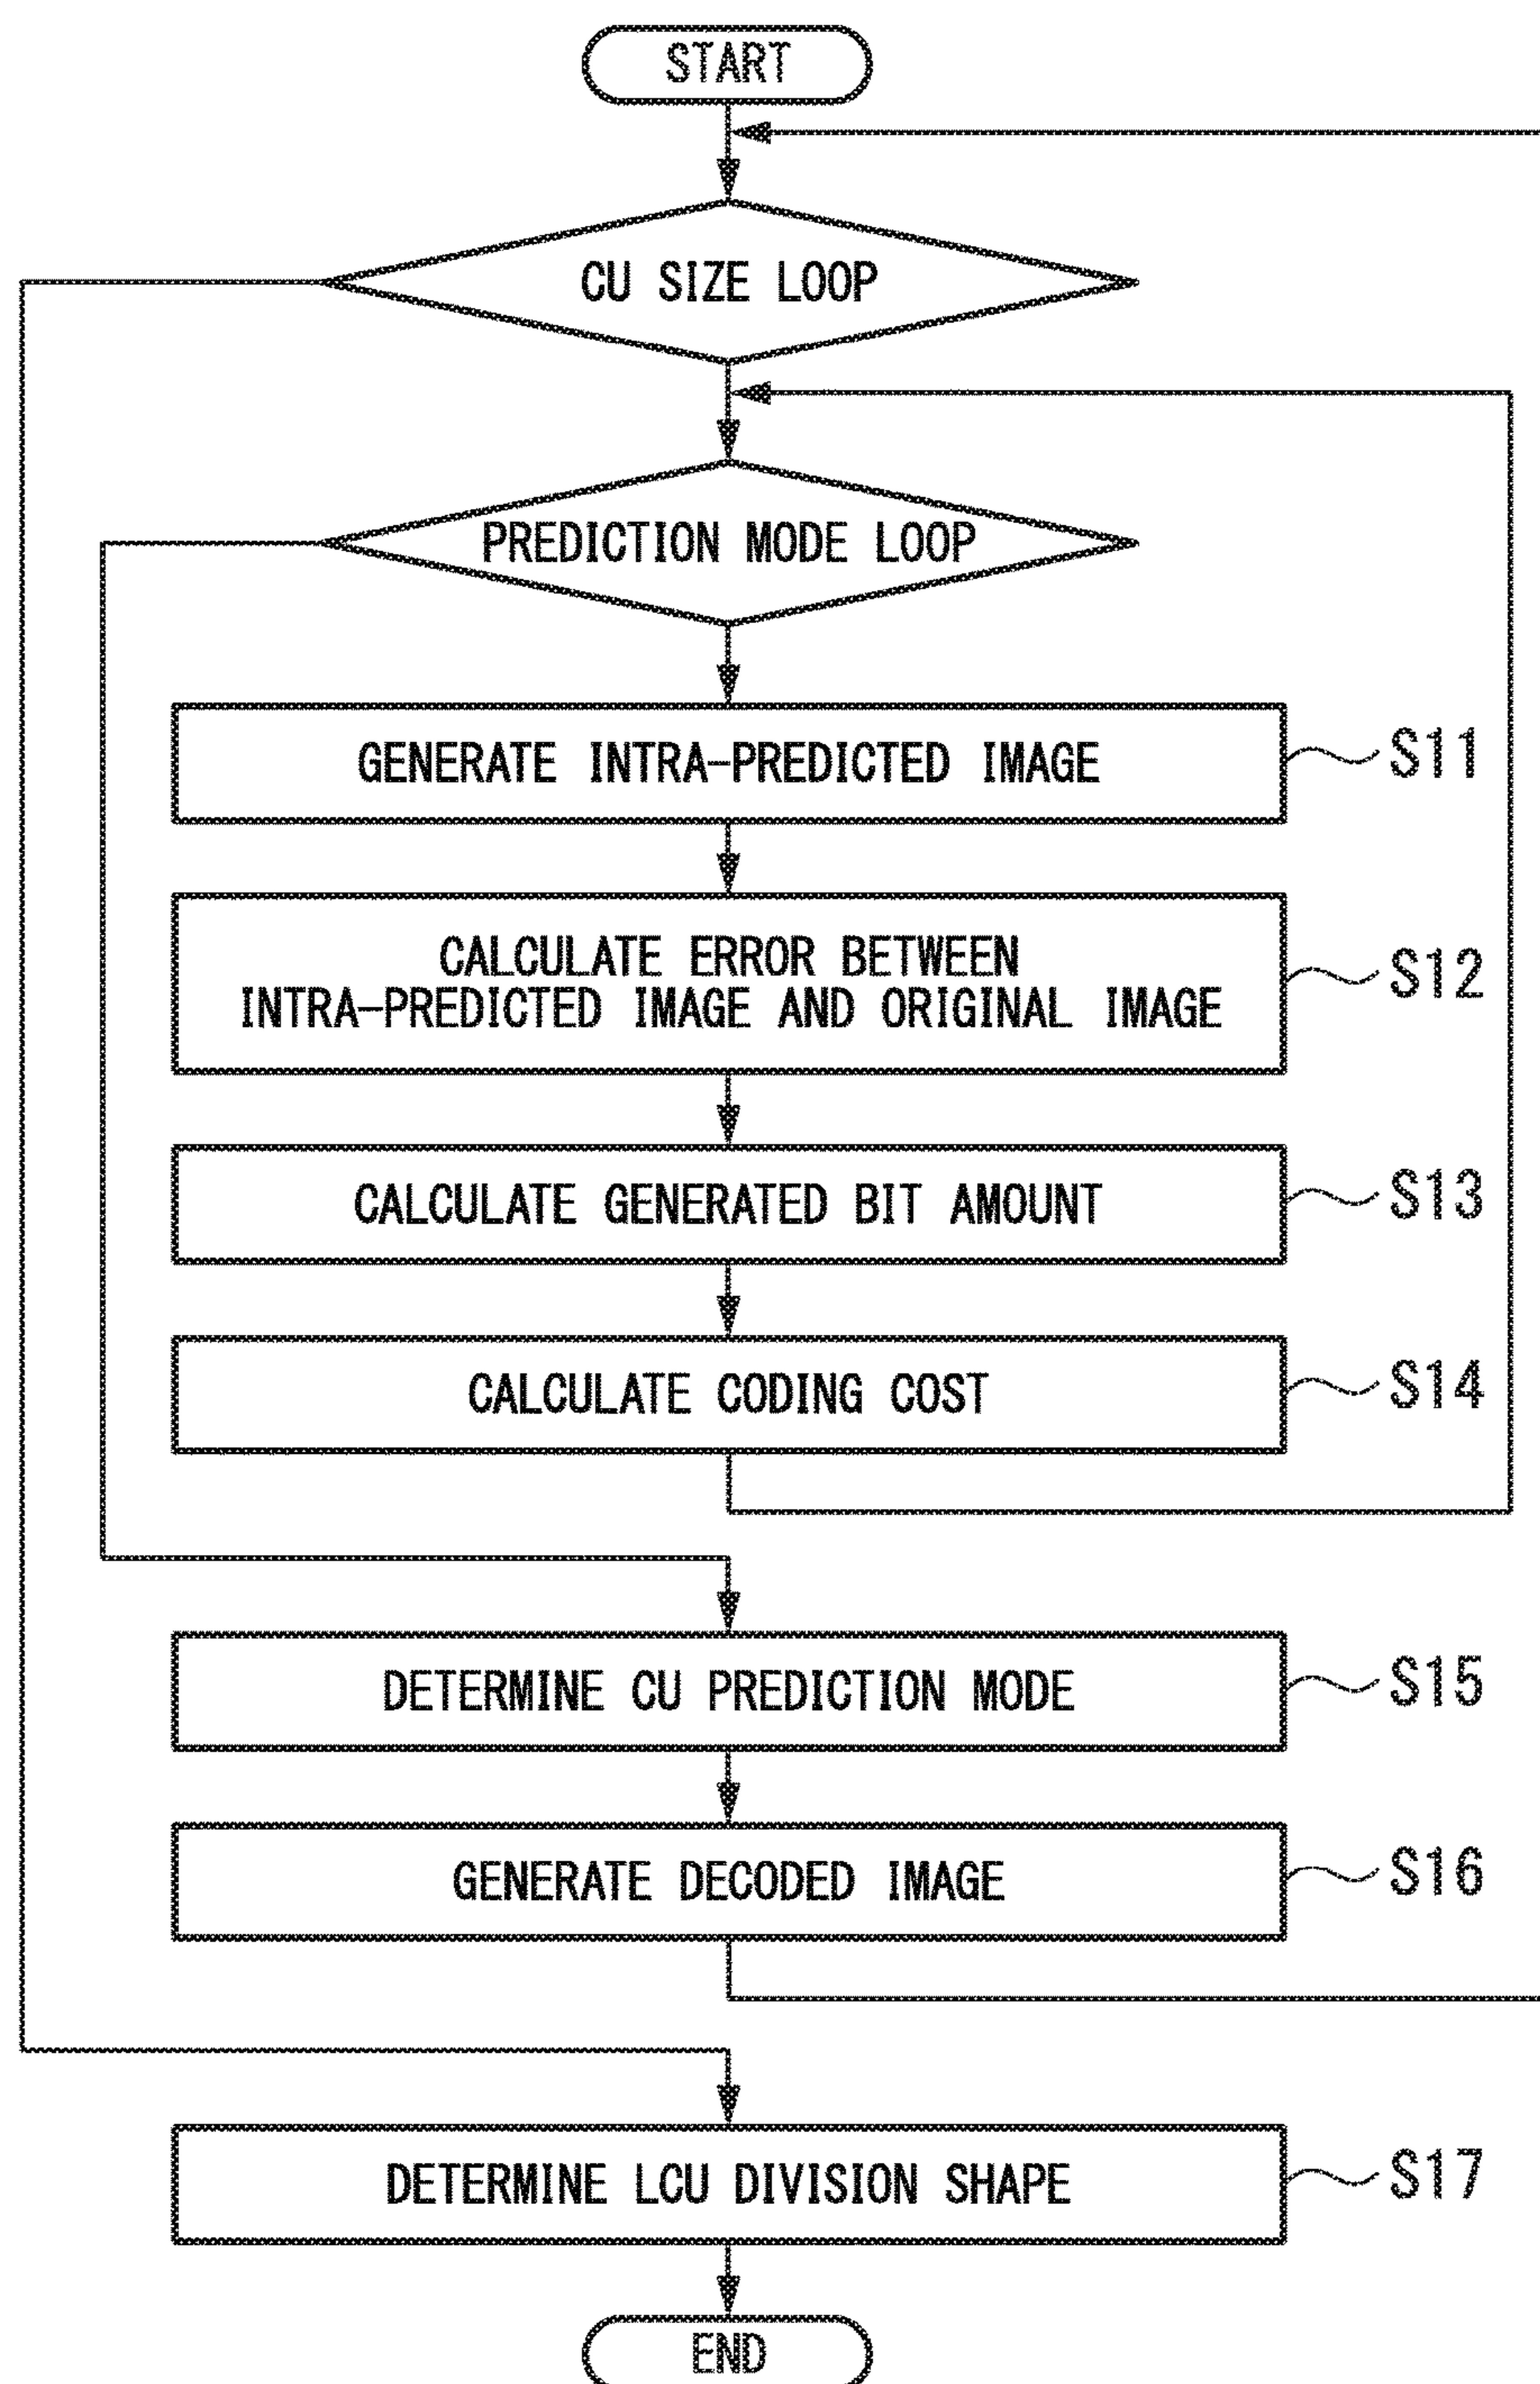 START
CU SIZE LOOP
PREDICTION MODE LOOP
GENERATE INTRA-PREDICTED IMAGE
S11
CALCULATE ERROR BETWEEN
INTRA-PREDICTED IMAGE AND ORIGINAL IMAGE
S12
CALCULATE GENERATED BIT AMOUNT
S13
CALCULATE CODING COST
S14
DETERMINE CU PREDICTION MODE
S15
GENERATE DECODED IMAGE
S16
DETERMINE LCU DIVISION SHAPE
S17
END